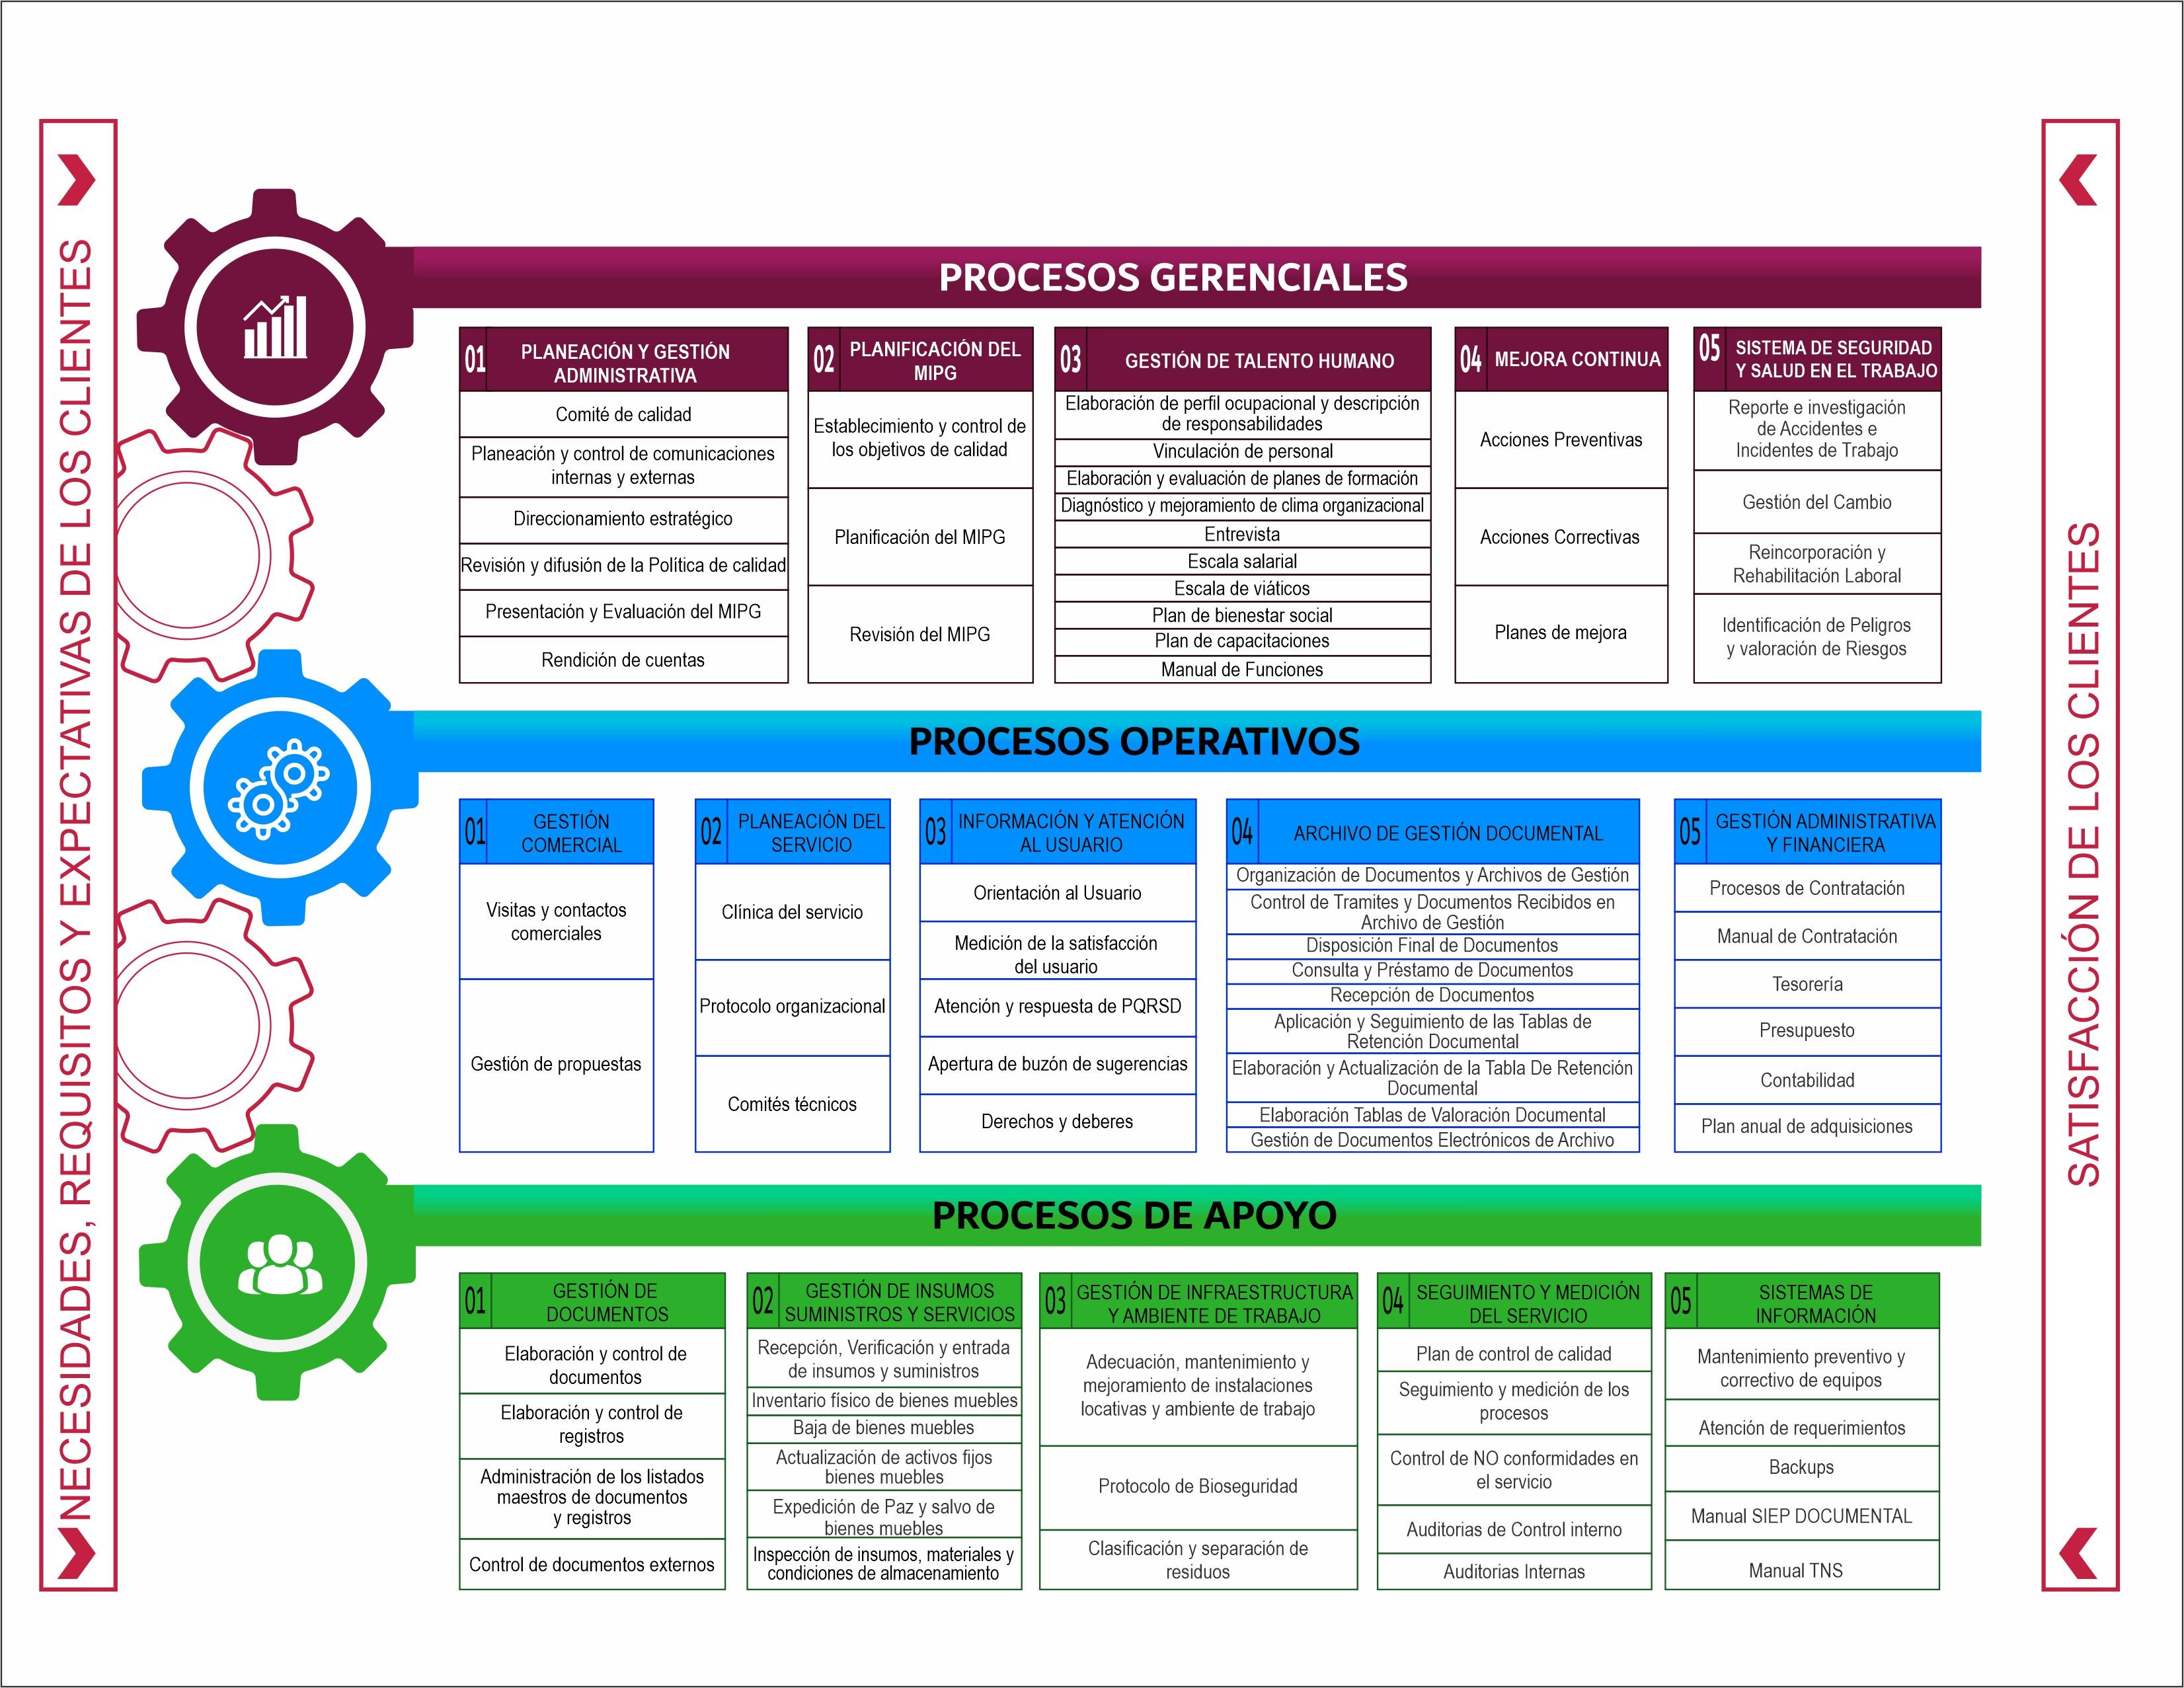 NECESIDADES, REQUISITOS Y EXPECTATIVAS DE LOS CLIENTES
PROCESOS GERENCIALES
01
PLANEACIÓN Y GESTIÓN
ADMINISTRATIVA
Comité de calidad
Planeación y control de comunicaciones
internas y externas
Direccionamiento estratégico
Revisión y difusión de la Política de calidad
Presentación y Evaluación del MIPG
Rendición de cuentas
02
PLANIFICACIÓN DEL
MIPG
Establecimiento y control de
los objetivos de calidad
Planificación del MIPG
Revisión del MIPG
03
GESTIÓN DE TALENTO HUMANO
Elaboración de perfil ocupacional y descripción
de responsabilidades
Vinculación de personal
Elaboración y evaluación de planes de formación
Diagnóstico y mejoramiento de clima organizacional
Entrevista
Escala salarial
Escala de viáticos
Plan de bienestar social
Plan de capacitaciones
Manual de Funciones
04
MEJORA CONTINUA
Acciones Preventivas
Acciones Correctivas
Planes de mejora
05
SISTEMA DE SEGURIDAD
Y SALUD EN EL TRABAJO
Reporte e investigación
de Accidentes e
Incidentes de Trabajo
Gestión del Cambio
Reincorporación y
Rehabilitación Laboral
Identificación de Peligros
y valoración de Riesgos
PROCESOS OPERATIVOS
01
GESTIÓN
COMERCIAL
Visitas y contactos
comerciales
Gestión de propuestas
02
PLANEACIÓN DEL
SERVICIO
Clínica del servicio
Protocolo organizacional
Comités técnicos
03
INFORMACIÓN Y ATENCIÓN
AL USUARIO
Orientación al Usuario
Medición de la satisfacción
del usuario
Atención y respuesta de PQRSD
Apertura de buzón de sugerencias
Derechos y deberes
04
ARCHIVO DE GESTIÓN DOCUMENTAL
Organización de Documentos y Archivos de Gestión
Control de Tramites y Documentos Recibidos en
Archivo de Gestión
Disposición Final de Documentos
Consulta y Préstamo de Documentos
Recepción de Documentos
Aplicación y Seguimiento de las Tablas de
Retención Documental
Elaboración y Actualización de la Tabla De Retención
Documental
Elaboración Tablas de Valoración Documental
Gestión de Documentos Electrónicos de Archivo
05
GESTIÓN ADMINISTRATIVA
Y FINANCIERA
Procesos de Contratación
Manual de Contratación
Tesorería
Presupuesto
Contabilidad
Plan anual de adquisiciones
PROCESOS DE APOYO
01
GESTIÓN DE
DOCUMENTOS
Elaboración y control de
documentos
Elaboración y control de
registros
Administración de los listados
maestros de documentos
y registros
Control de documentos externos
02
GESTIÓN DE INSUMOS
SUMINISTROS Y SERVICIOS
Recepción, Verificación y entrada
de insumos y suministros
Inventario físico de bienes muebles
Baja de bienes muebles
Actualización de activos fijos
bienes muebles
Expedición de Paz y salvo de
bienes muebles
Inspección de insumos, materiales y
condiciones de almacenamiento
03
GESTIÓN DE INFRAESTRUCTURA
Y AMBIENTE DE TRABAJO
Adecuación, mantenimiento y
mejoramiento de instalaciones
locativas y ambiente de trabajo
Protocolo de Bioseguridad
Clasificación y separación de
residuos
04
SEGUIMIENTO Y MEDICIÓN
DEL SERVICIO
Plan de control de calidad
Seguimiento y medición de los
procesos
Control de NO conformidades en
el servicio
Auditorias de Control interno
Auditorias Internas
05
SISTEMAS DE
INFORMACIÓN
Mantenimiento preventivo y
correctivo de equipos
Atención de requerimientos
Backups
Manual SIEP DOCUMENTAL
Manual TNS
SATISFACCIÓN DE LOS CLIENTES